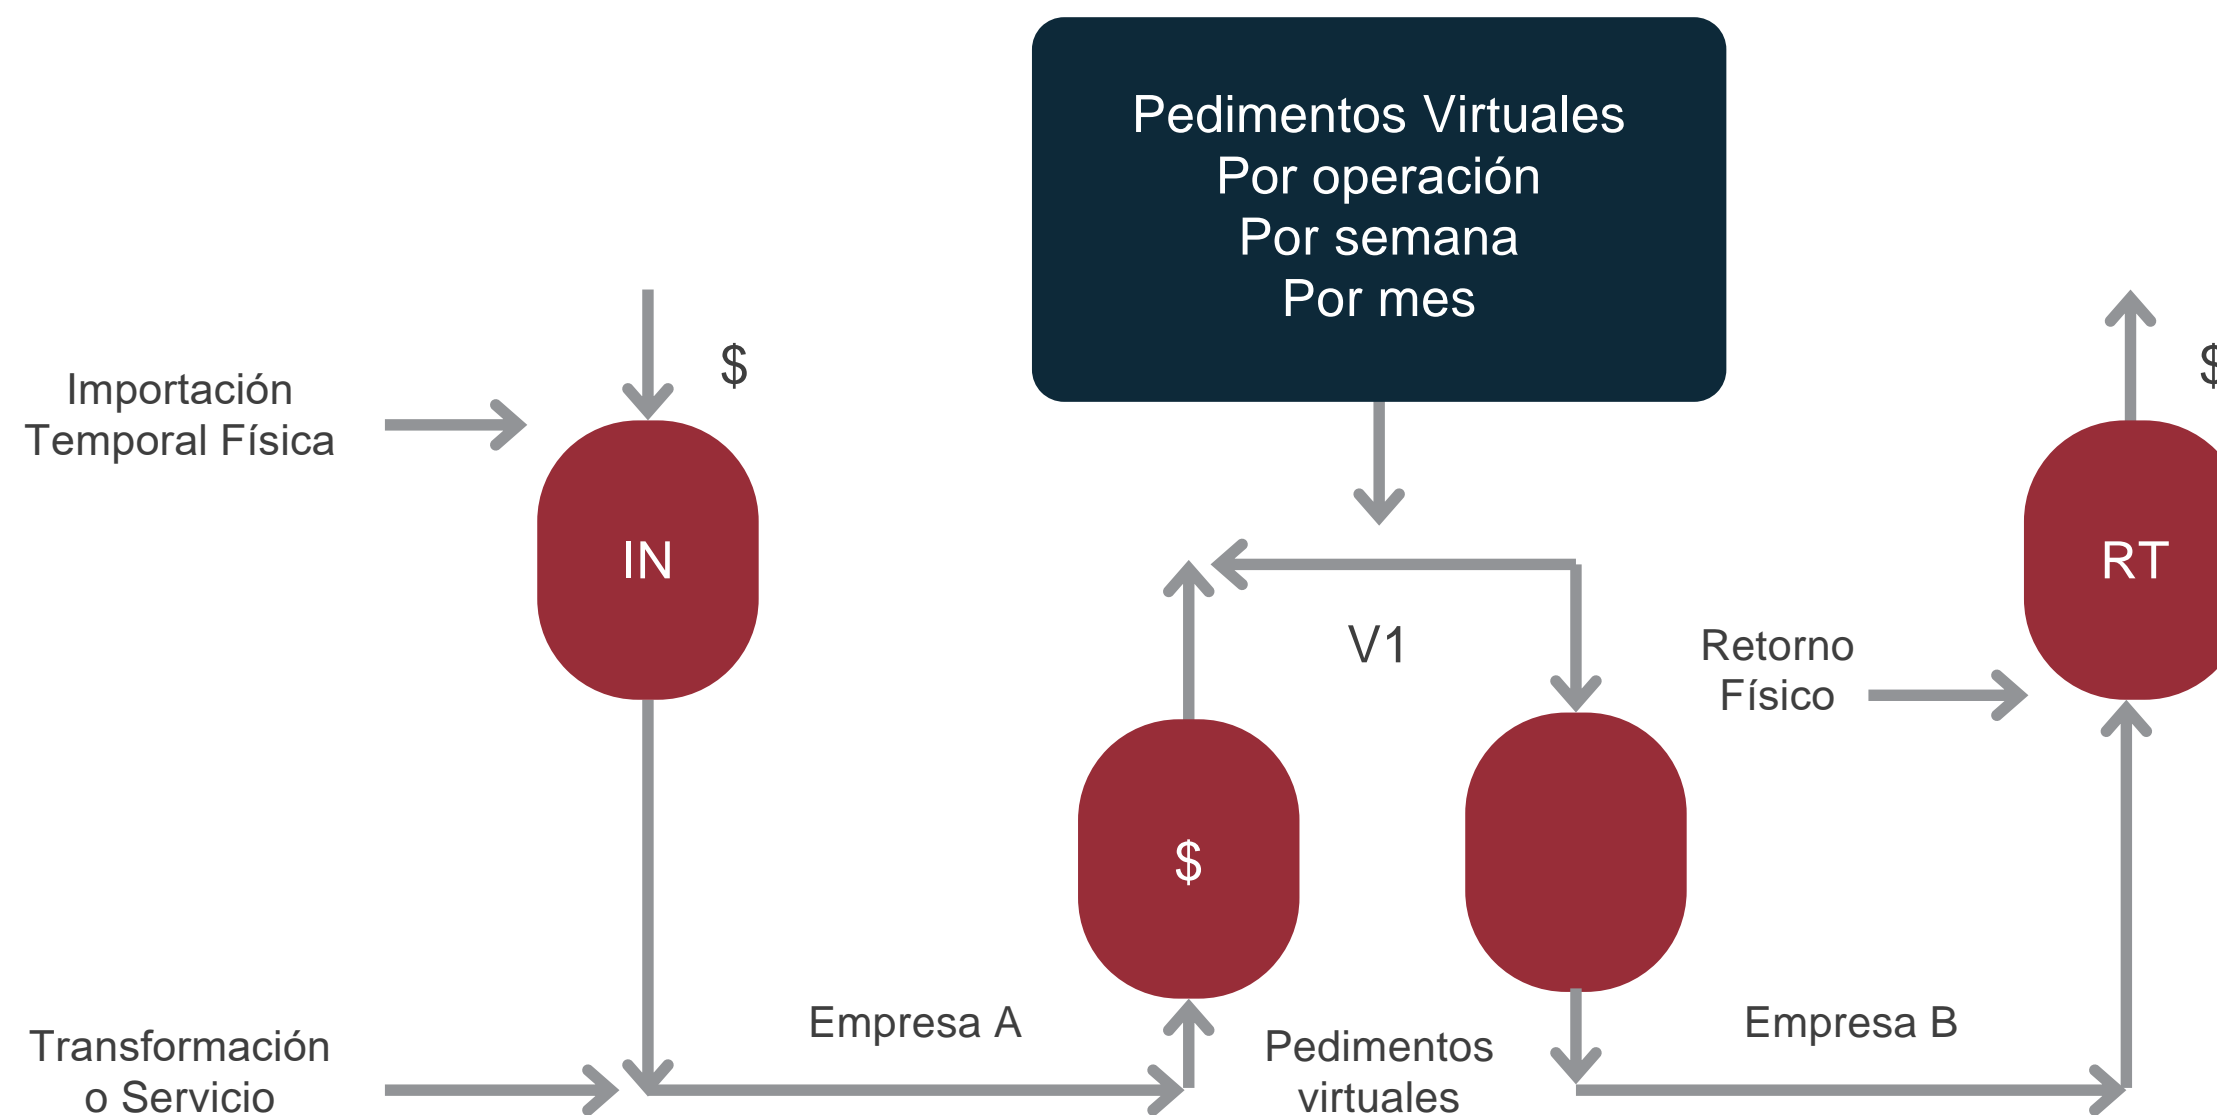 Pedimentos Virtuales
Por operación
Por semana
Por mes
Importación
Temporal Física
$
$
IN
RT
V1
Retorno
Físico
$
Empresa A
Empresa B
Transformación
o Servicio
Pedimentos
virtuales